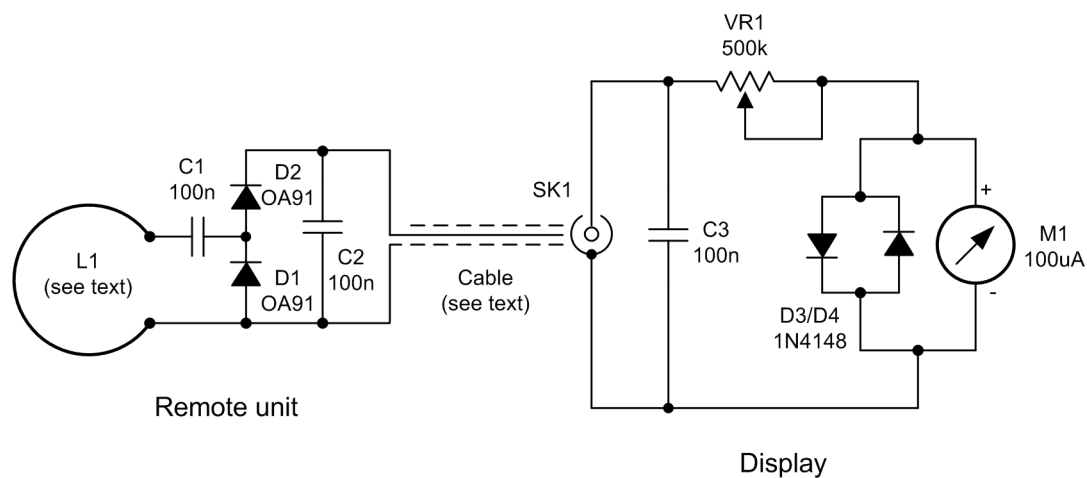 VR1
500k
C1
100n
D2
OA91
SK1
+
L1
(see text)
C2
100n
C3
100n
M1
100uA
D1
OA91
Cable
(see text)
-
D3/D4
1N4148
Remote unit
Display